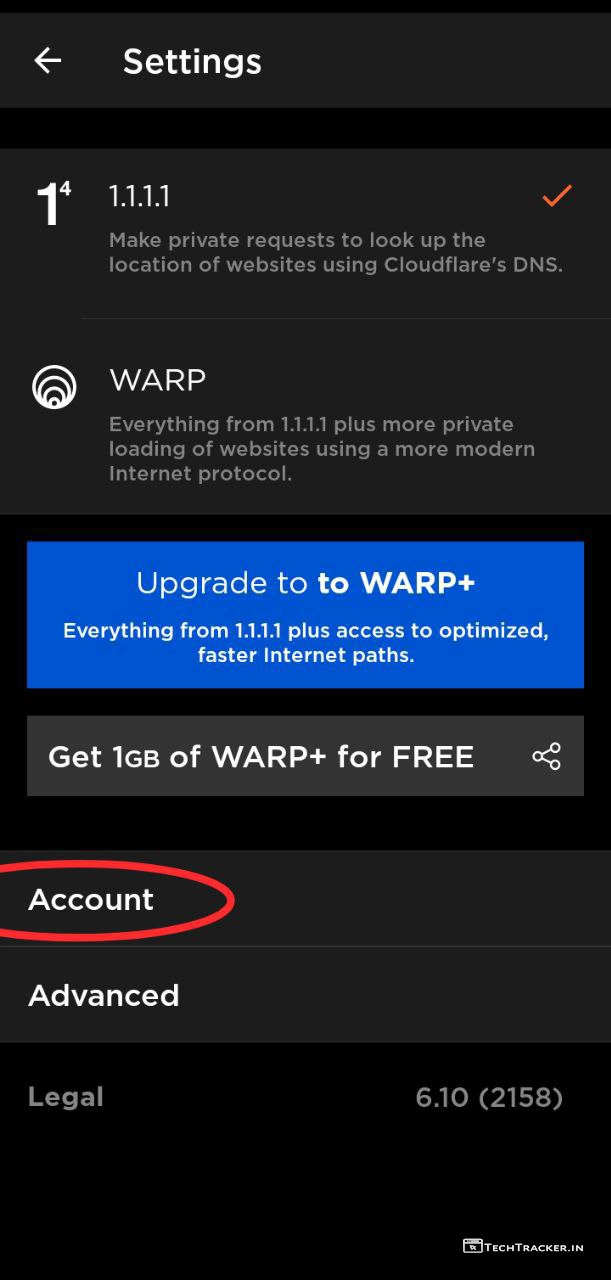 Settings
1⁴
1.1.1.1
Make private requests to look up the
location of websites using Cloudflare's DNS.
WARP
Everything from 1.1.1.1 plus more private
loading of websites using a more modern
Internet protocol.
Upgrade to to WARP+
Everything from 1.1.1.1 plus access to optimized,
faster Internet paths.
Get 1GB of WARP+ for FREE
Account
Advanced
Legal 6.10 (2158)
TECHTRACKER.IN